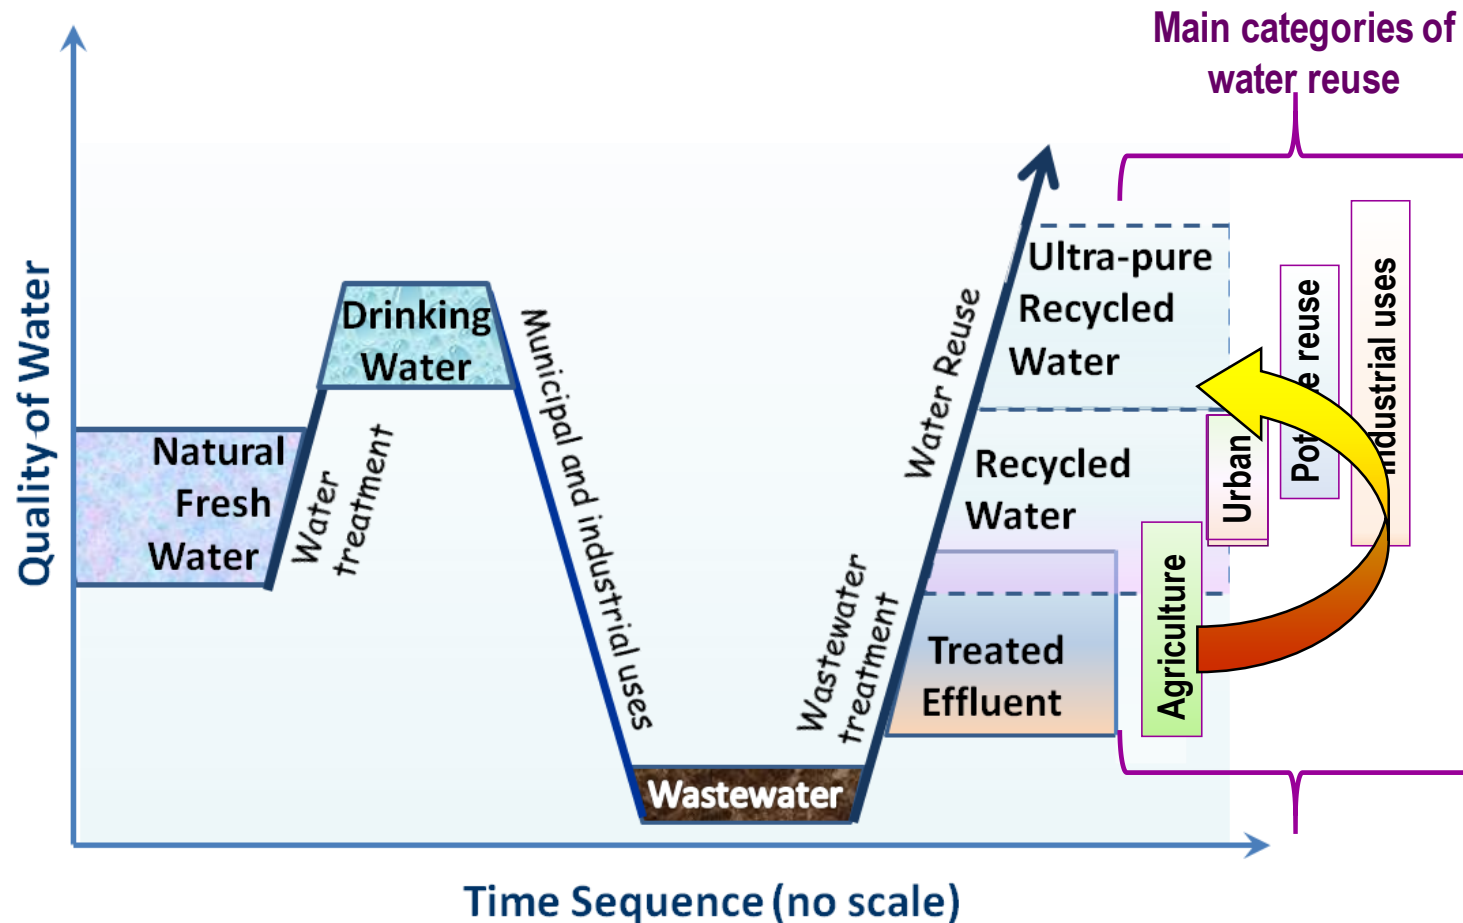 Main categories of
water reuse
Quality of Water
Natural
Fresh
Water
Water
treatment
Drinking
Water
Municipal and industrial uses
Wastewater
Wastewater
treatment
Water Reuse
Ultra-pure
Recycled
Water
Recycled
Water
Treated
Effluent
Agriculture
Urban
reuse
uses
Time Sequence (no scale)